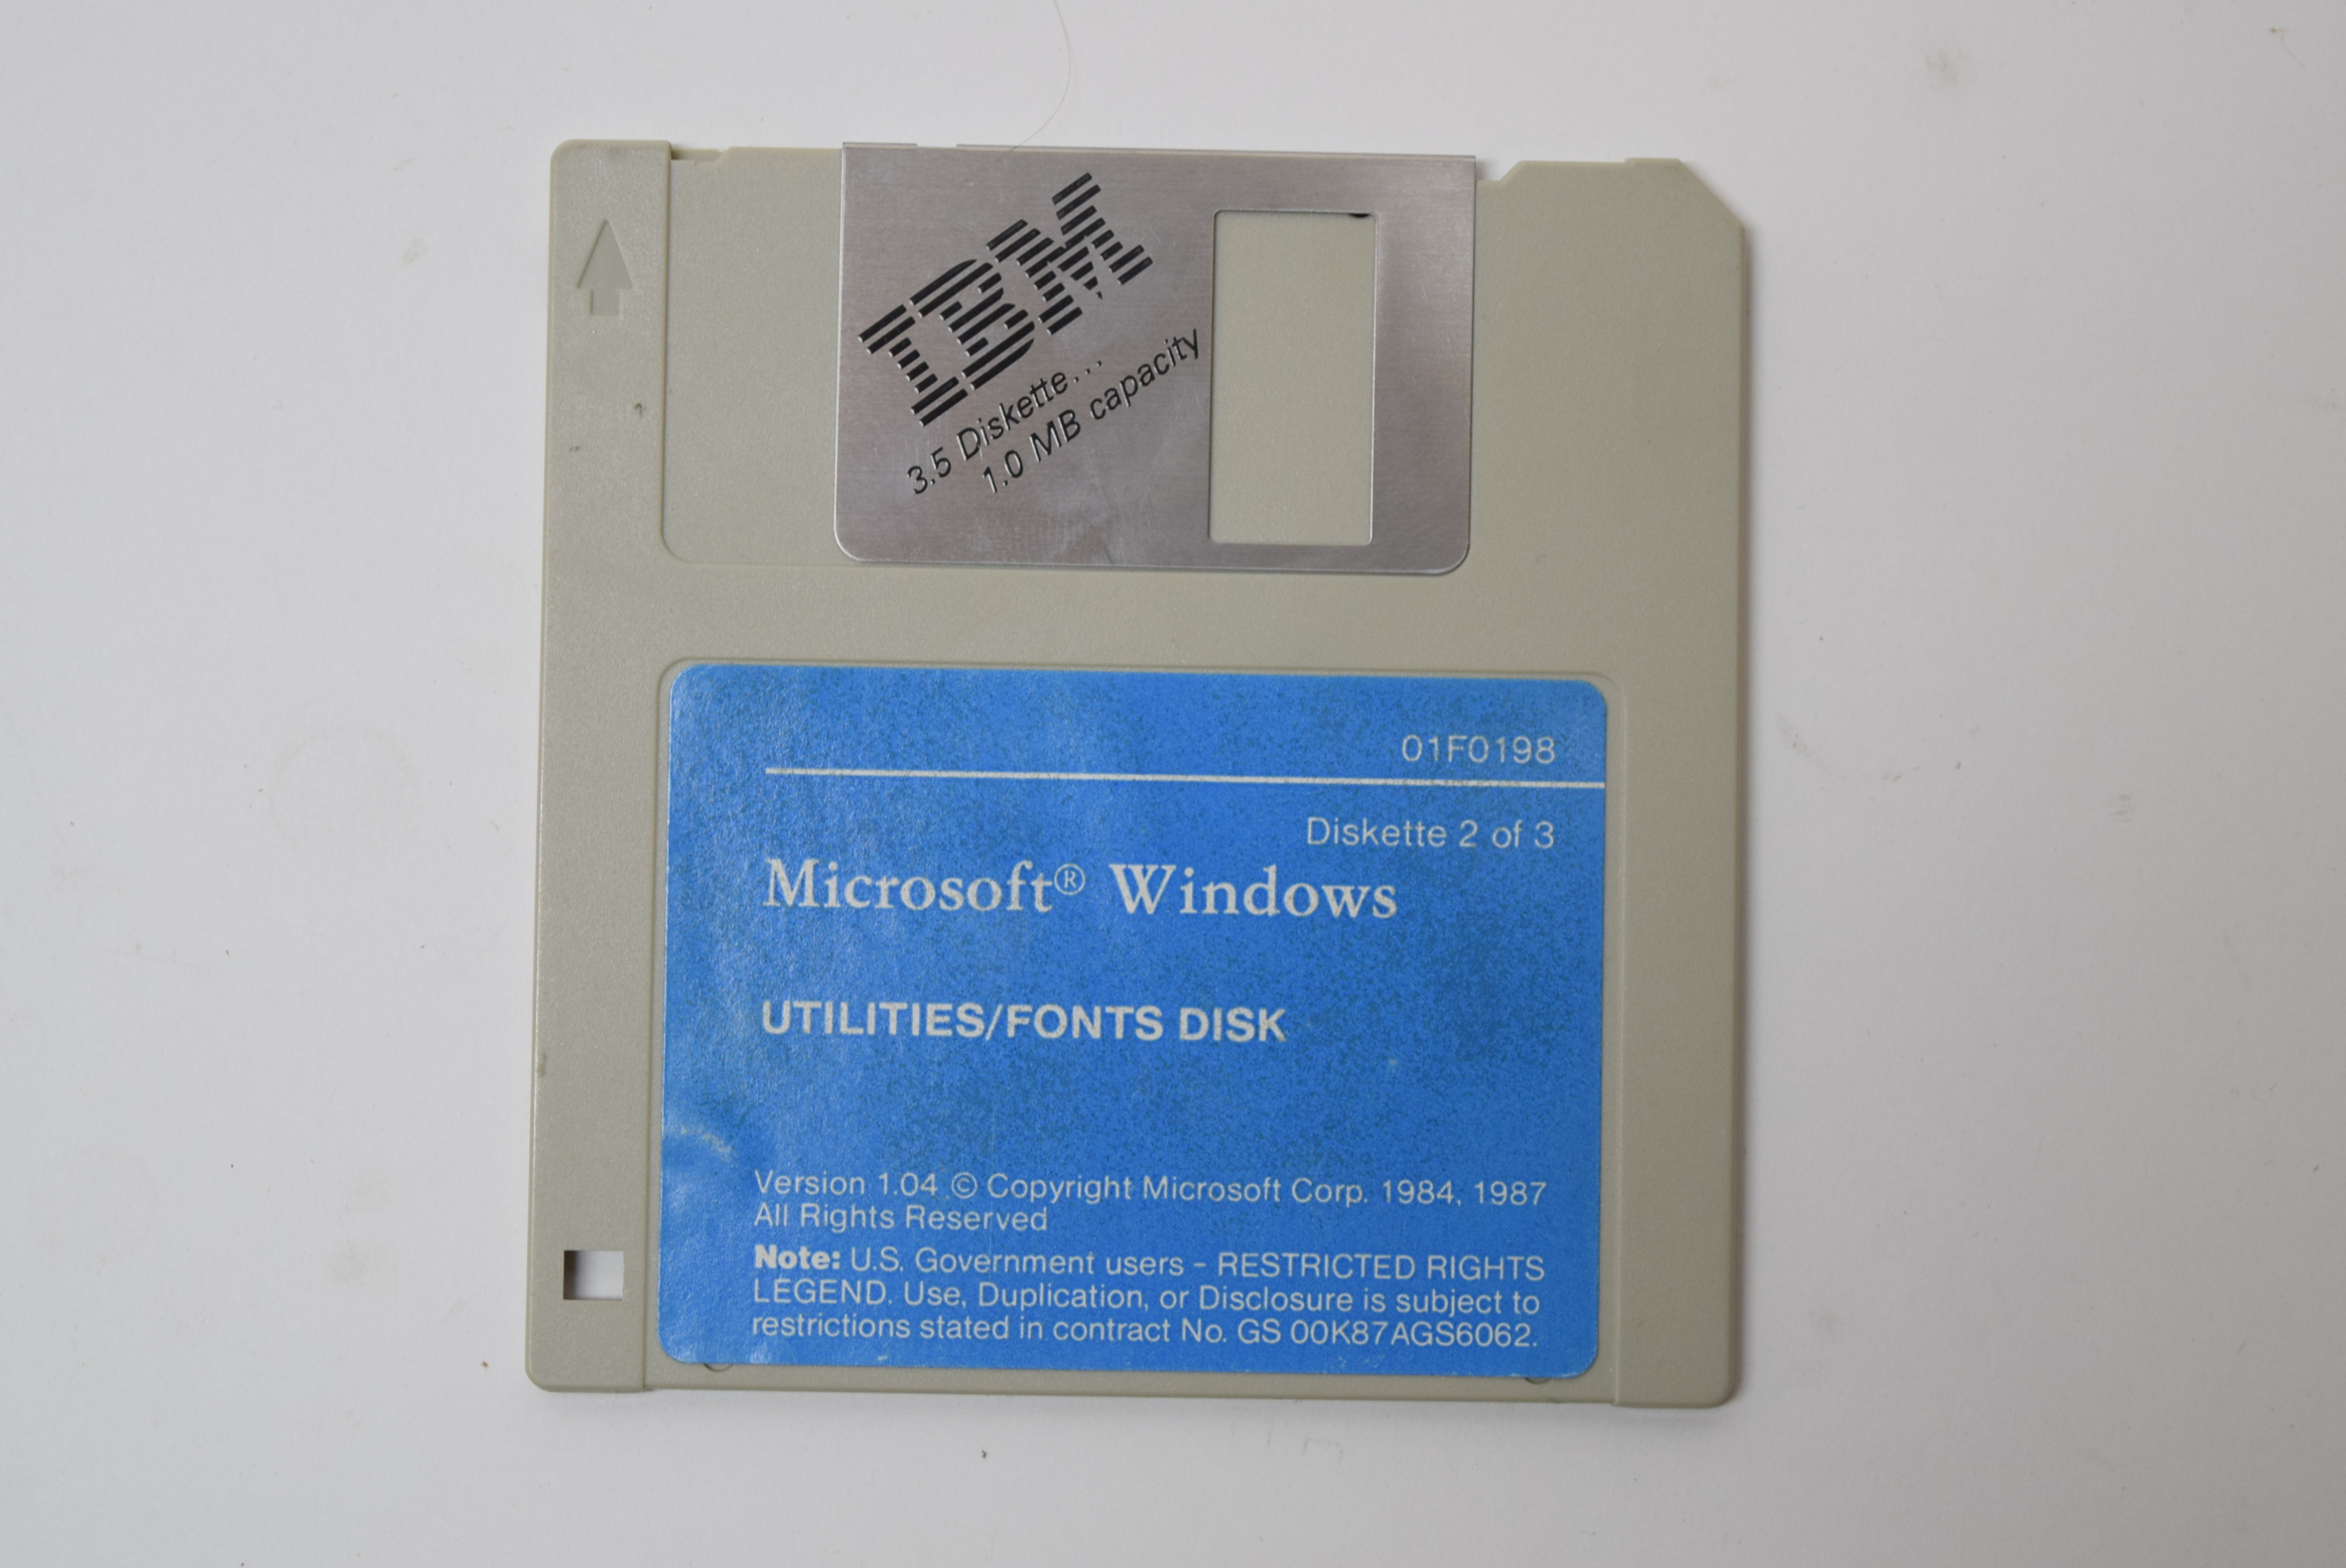 IBM
3.5 Diskette...
1.0 MB capacity
01F0198
Diskette 2 of 3
Microsoft® Windows
UTILITIES/FONTS DISK
Version 1.04 © Copyright Microsoft Corp. 1984, 1987
All Rights Reserved
Note: U.S. Government users - RESTRICTED RIGHTS
LEGEND. Use, Duplication, or Disclosure is subject to
restrictions stated in contract No. GS 00K87AGS6062.